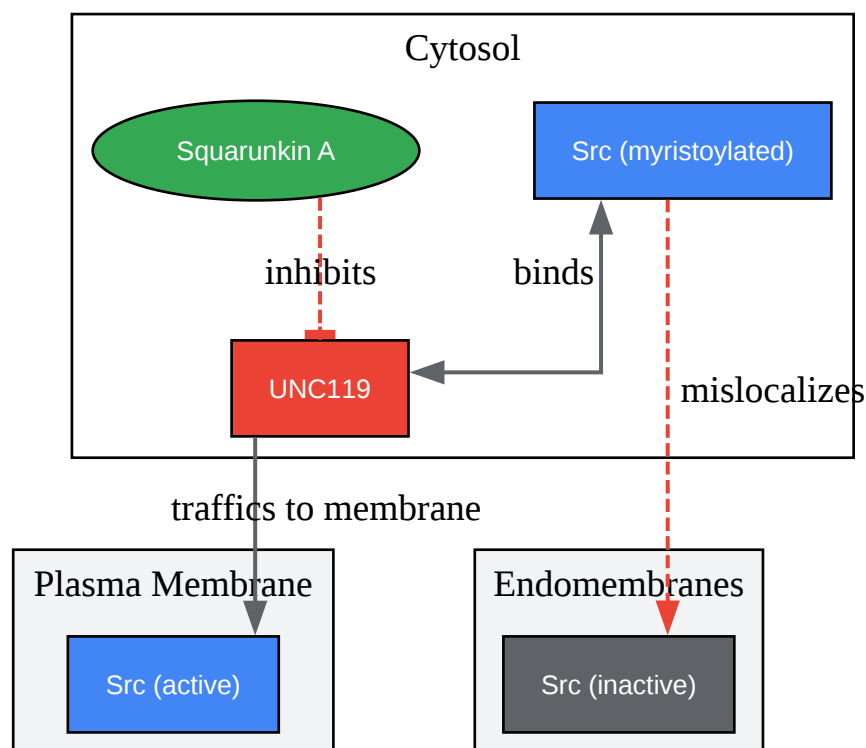 Cytosol
Squarunkin A
Src (myristoylated)
inhibits
binds
UNC119
mislocalizes
traffics to membrane
Plasma Membrane
Endomembranes
Src (active)
Src (inactive)